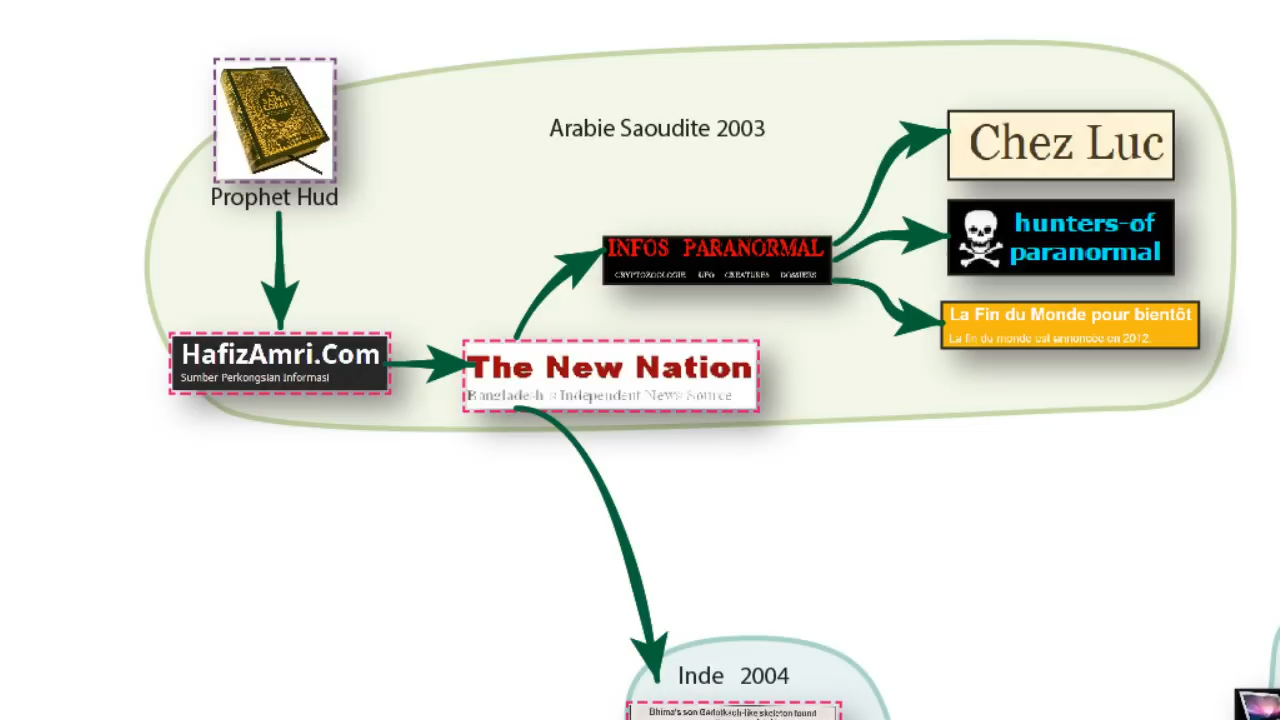 Arabie Saoudite 2003
Prophet Hud
HafizAmri.Com
Sumber Perkongsian Informasi
The New Nation
Bangladesh's Independent News Source
INFOS PARANORMAL
CRYPTOZOOLOGIE UFO CREATURES DOSSIERS
Chez Luc
hunters-of
paranormal
La Fin du Monde pour bientôt
La fin du monde est annoncée en 2012.
Inde 2004
Bhima's son Gadotkach-like skeleton found